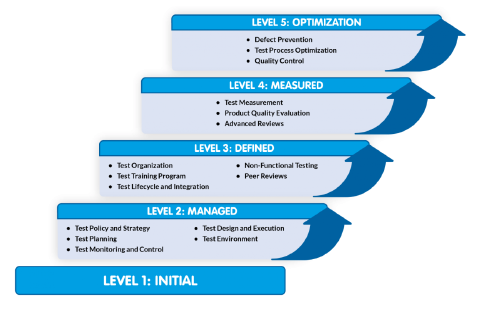 LEVEL 5: OPTIMIZATION
• Defect Prevention
• Test Process Optimization
• Quality Control
LEVEL 4: MEASURED
• Test Measurement
• Product Quality Evaluation
• Advanced Reviews
LEVEL 3: DEFINED
• Test Organization
• Test Training Program
• Test Lifecycle and Integration
• Non-Functional Testing
• Peer Reviews
LEVEL 2: MANAGED
• Test Policy and Strategy
• Test Planning
• Test Monitoring and Control
• Test Design and Execution
• Test Environment
LEVEL 1: INITIAL